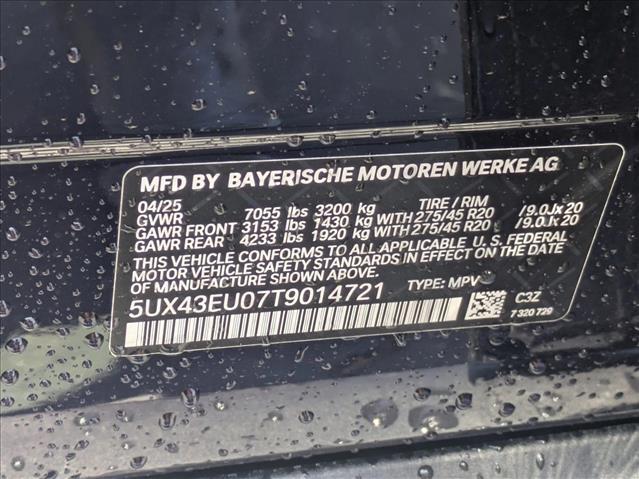 MFD BY BAYERISCHE MOTOREN WERKE AG
04/25 TIRE / RIM
GVWR 7055 lbs 3200 kg
GAWR FRONT 3153 lbs 1430 kg WITH 275/45 R20 /9.0Jx20
GAWR REAR 4233 lbs 1920 kg WITH 275/45 R20 /9.0Jx20
THIS VEHICLE CONFORMS TO ALL APPLICABLE U. S. FEDERAL
MOTOR VEHICLE SAFETY STANDARDS IN EFFECT ON THE DATE
OF MANUFACTURE SHOWN ABOVE.
5UX43EU07T9014721 TYPE: MPV
C3Z
7 320 729